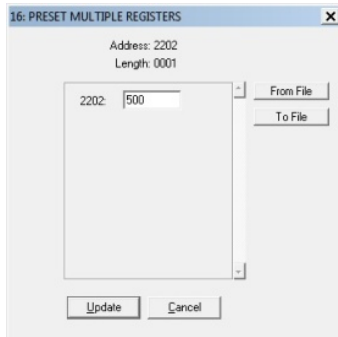 16: PRESET MULTIPLE REGISTERS
Address: 2202
Length: 0001
From File
2202: 500
To File
Update Cancel